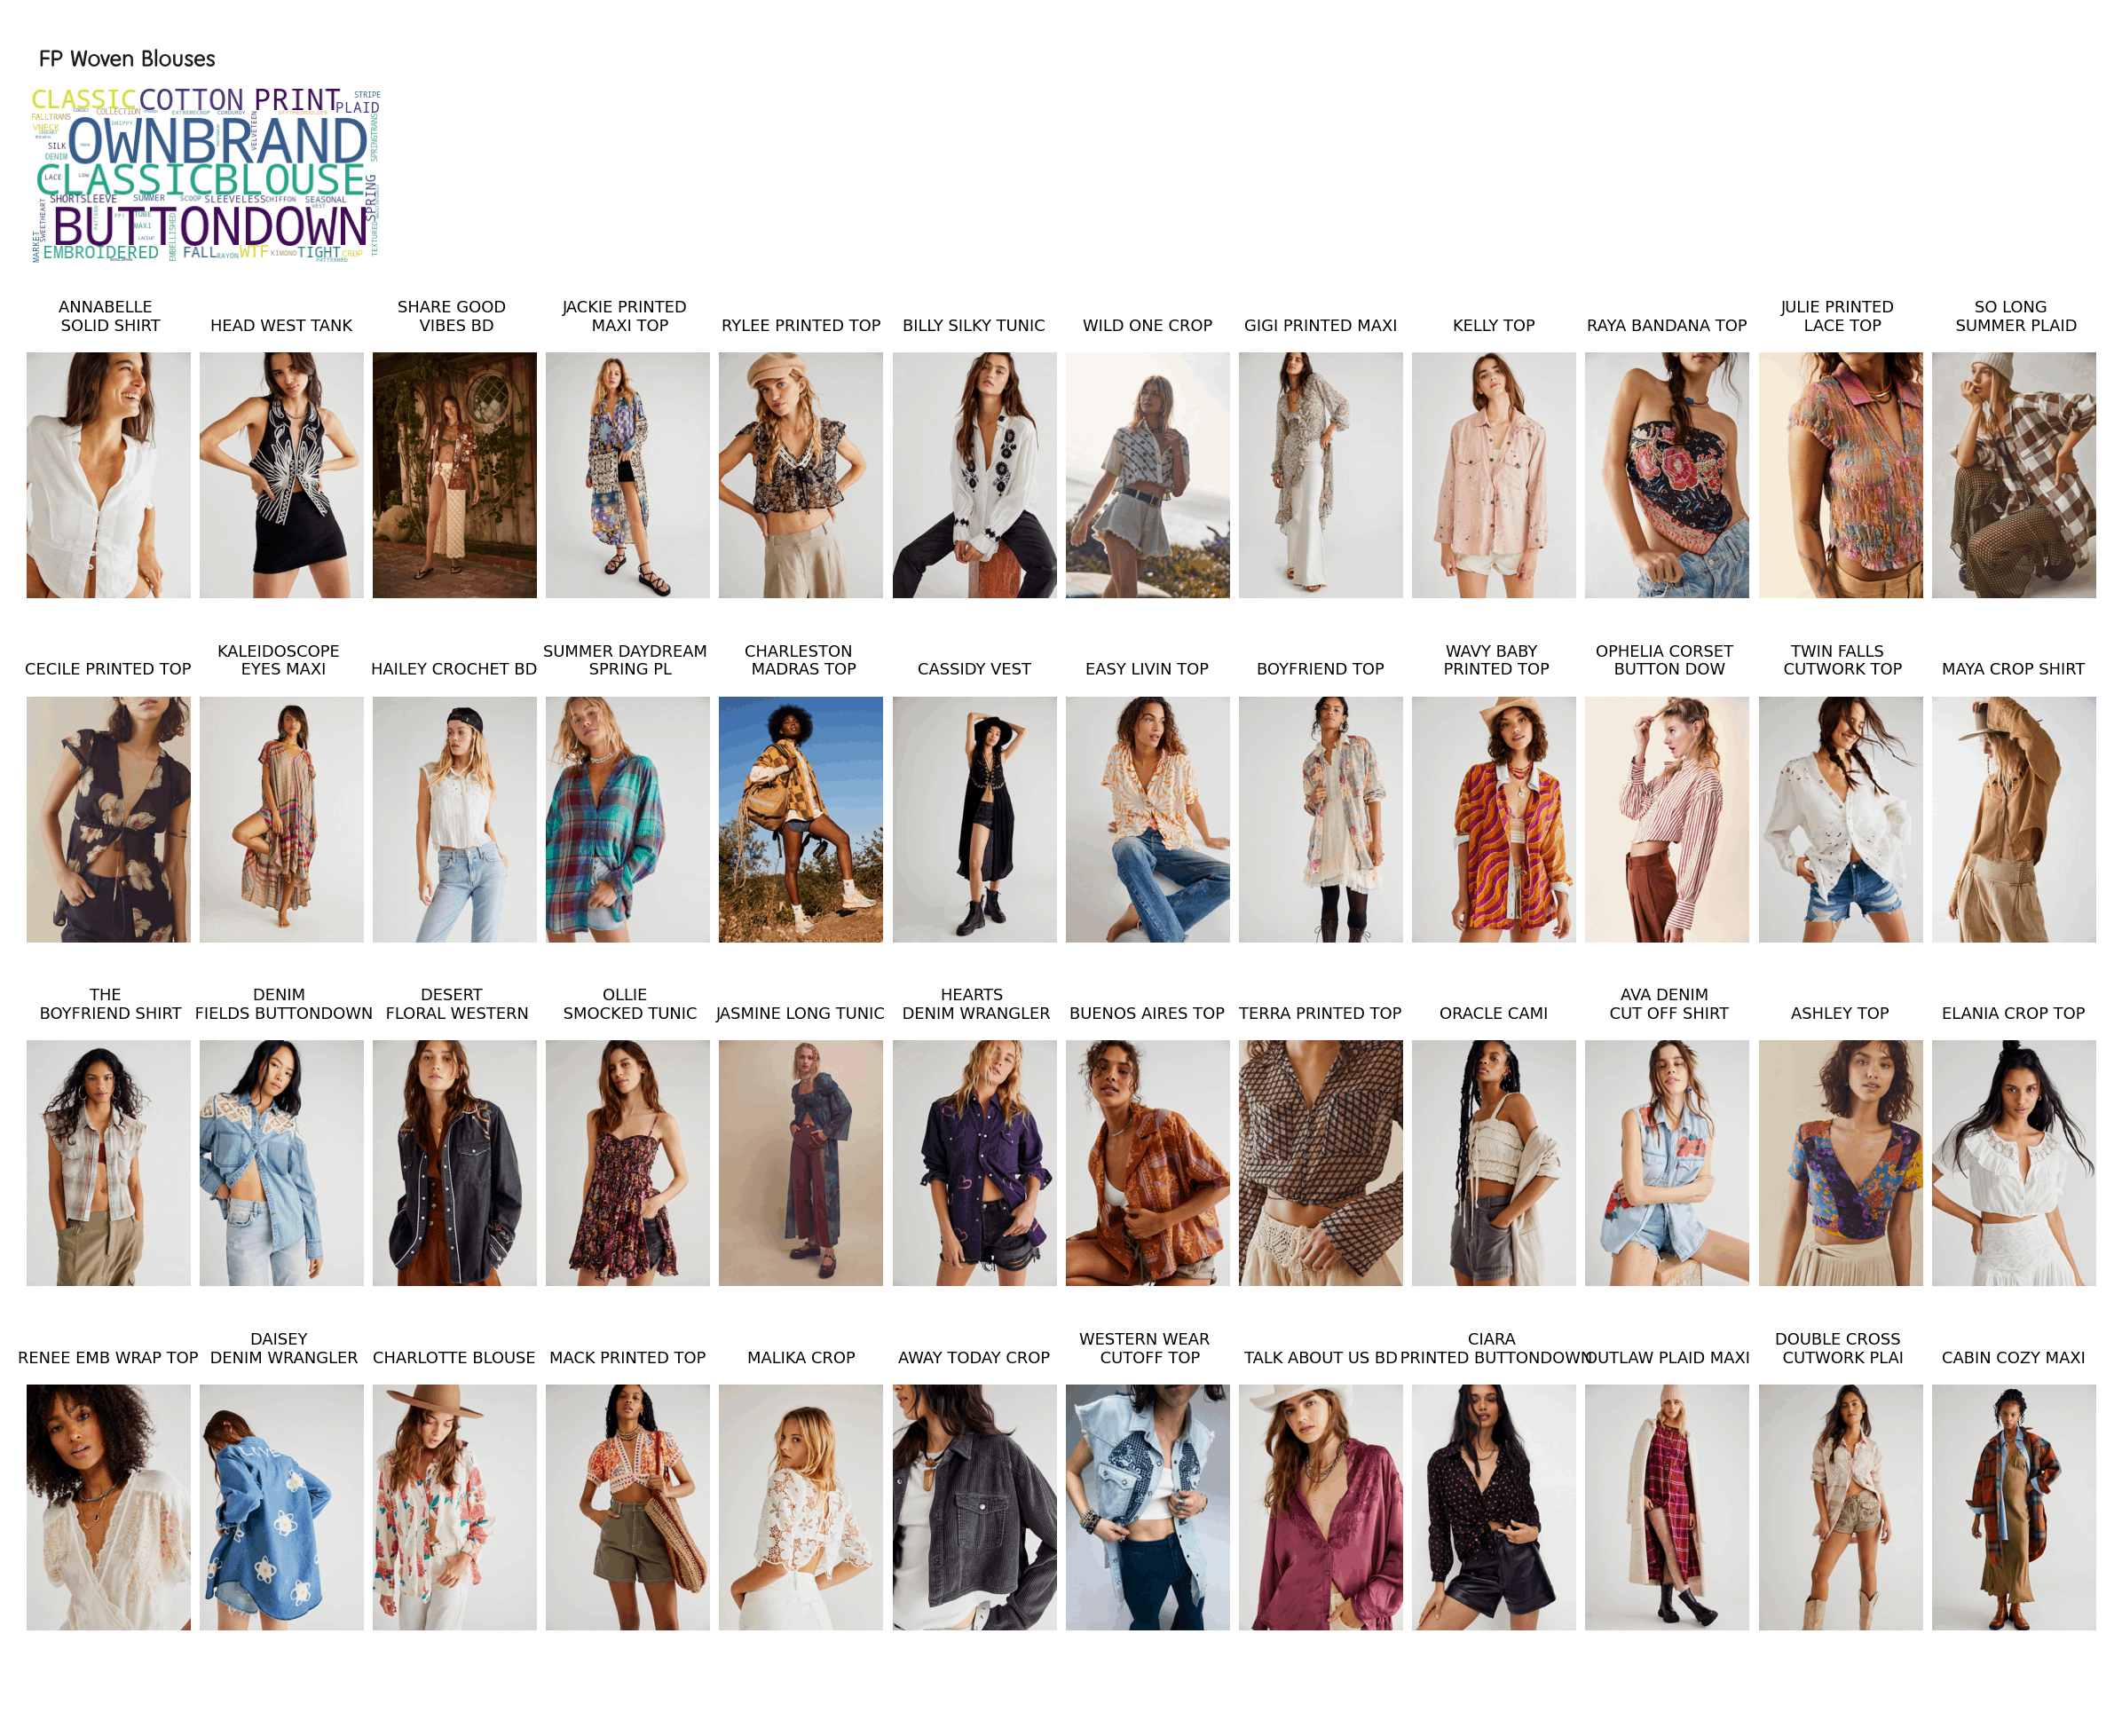 FP Woven Blouses
CLASSIC COTTON PRINT STRIPE
PLAID
FALLTRANS COLLECTION EXTREMECROP CORDUROY
VNECK SWIPPY VELVETEEN SPRINGTRANS
OWNBRAND
SILK
DENIM
CLASSICBLOUSE
LACE LOW SPRING
SHORTSLEEVE SUMMER SCOOP SLEEVELESS CHIFFON SEASONAL
VEST
SWEETHEART FP1 TUBE
BUTTONDOWN
MAXI
LACEUP
MARKET EMBROIDERED EMBELLISHED FALL RAYON WTF KIMONO TIGHT CROP TEXTURED
PATTERNED
ANNABELLE
SOLID SHIRT
HEAD WEST TANK
SHARE GOOD
VIBES BD
JACKIE PRINTED
MAXI TOP
RYLEE PRINTED TOP
BILLY SILKY TUNIC
WILD ONE CROP
GIGI PRINTED MAXI
KELLY TOP
RAYA BANDANA TOP
JULIE PRINTED
LACE TOP
SO LONG
SUMMER PLAID
CECILE PRINTED TOP
KALEIDOSCOPE
EYES MAXI
HAILEY CROCHET BD
SUMMER DAYDREAM
SPRING PL
CHARLESTON
MADRAS TOP
CASSIDY VEST
EASY LIVIN TOP
BOYFRIEND TOP
WAVY BABY
PRINTED TOP
OPHELIA CORSET
BUTTON DOW
TWIN FALLS
CUTWORK TOP
MAYA CROP SHIRT
THE
BOYFRIEND SHIRT
DENIM
FIELDS BUTTONDOWN
DESERT
FLORAL WESTERN
OLLIE
SMOCKED TUNIC
JASMINE LONG TUNIC
HEARTS
DENIM WRANGLER
BUENOS AIRES TOP
TERRA PRINTED TOP
ORACLE CAMI
AVA DENIM
CUT OFF SHIRT
ASHLEY TOP
ELANIA CROP TOP
RENEE EMB WRAP TOP
DAISEY
DENIM WRANGLER
CHARLOTTE BLOUSE
MACK PRINTED TOP
MALIKA CROP
AWAY TODAY CROP
WESTERN WEAR
CUTOFF TOP
TALK ABOUT US BD
CIARA
PRINTED BUTTONDOWN
OUTLAW PLAID MAXI
DOUBLE CROSS
CUTWORK PLAI
CABIN COZY MAXI